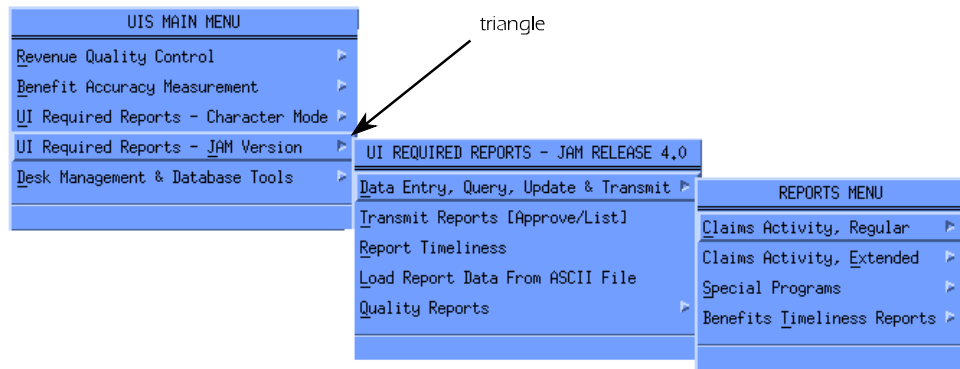 UIS MAIN MENU
Revenue Quality Control
Benefit Accuracy Measurement
UI Required Reports - Character Mode
UI Required Reports - JAM Version
Desk Management & Database Tools
triangle
UI REQUIRED REPORTS - JAM RELEASE 4.0
Data Entry, Query, Update & Transmit
Transmit Reports [Approve/List]
Report Timeliness
Load Report Data From ASCII File
Quality Reports
REPORTS MENU
Claims Activity, Regular
Claims Activity, Extended
Special Programs
Benefits Timeliness Reports